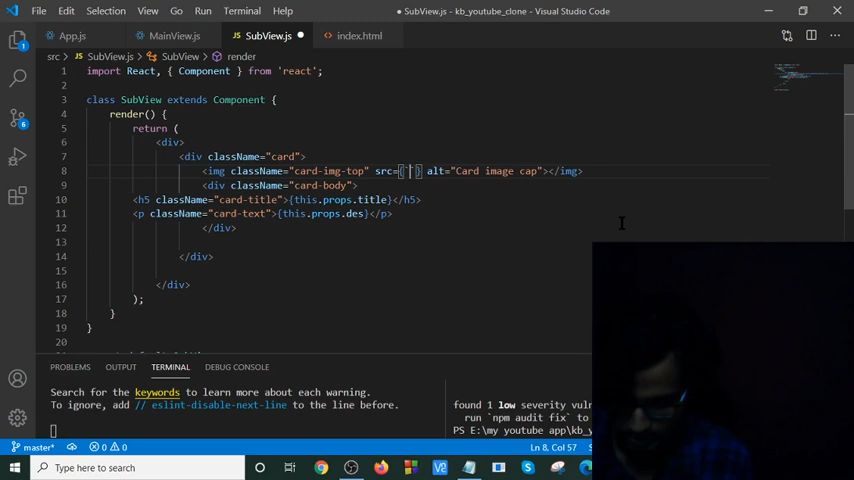 File Edit Selection View Go Run Terminal Help
● SubView.js - kb_youtube_clone - Visual Studio Code
App.js MainView.js JS SubView.js ● <> index.html
src > JS SubView.js > SubView > render
1 import React, { Component } from 'react';
2
3 class SubView extends Component {
4 render() {
5 return (
6 <div>
7 <div className="card">
8 <img className="card-img-top" src={``} alt="Card image cap"></img>
9 <div className="card-body">
10 <h5 className="card-title">{this.props.title}</h5>
11 <p className="card-text">{this.props.des}</p>
12 </div>
13
14 </div>
15
16 </div>
17 );
18 }
19 }
20
PROBLEMS OUTPUT TERMINAL DEBUG CONSOLE
Search for the keywords to learn more about each warning.
To ignore, add // eslint-disable-next-line to the line before.
found 1 low severity vuln
run `npm audit fix` to
PS E:\my youtube app\kb_y
master* 0 0 Ln 8, Col 57
Type here to search